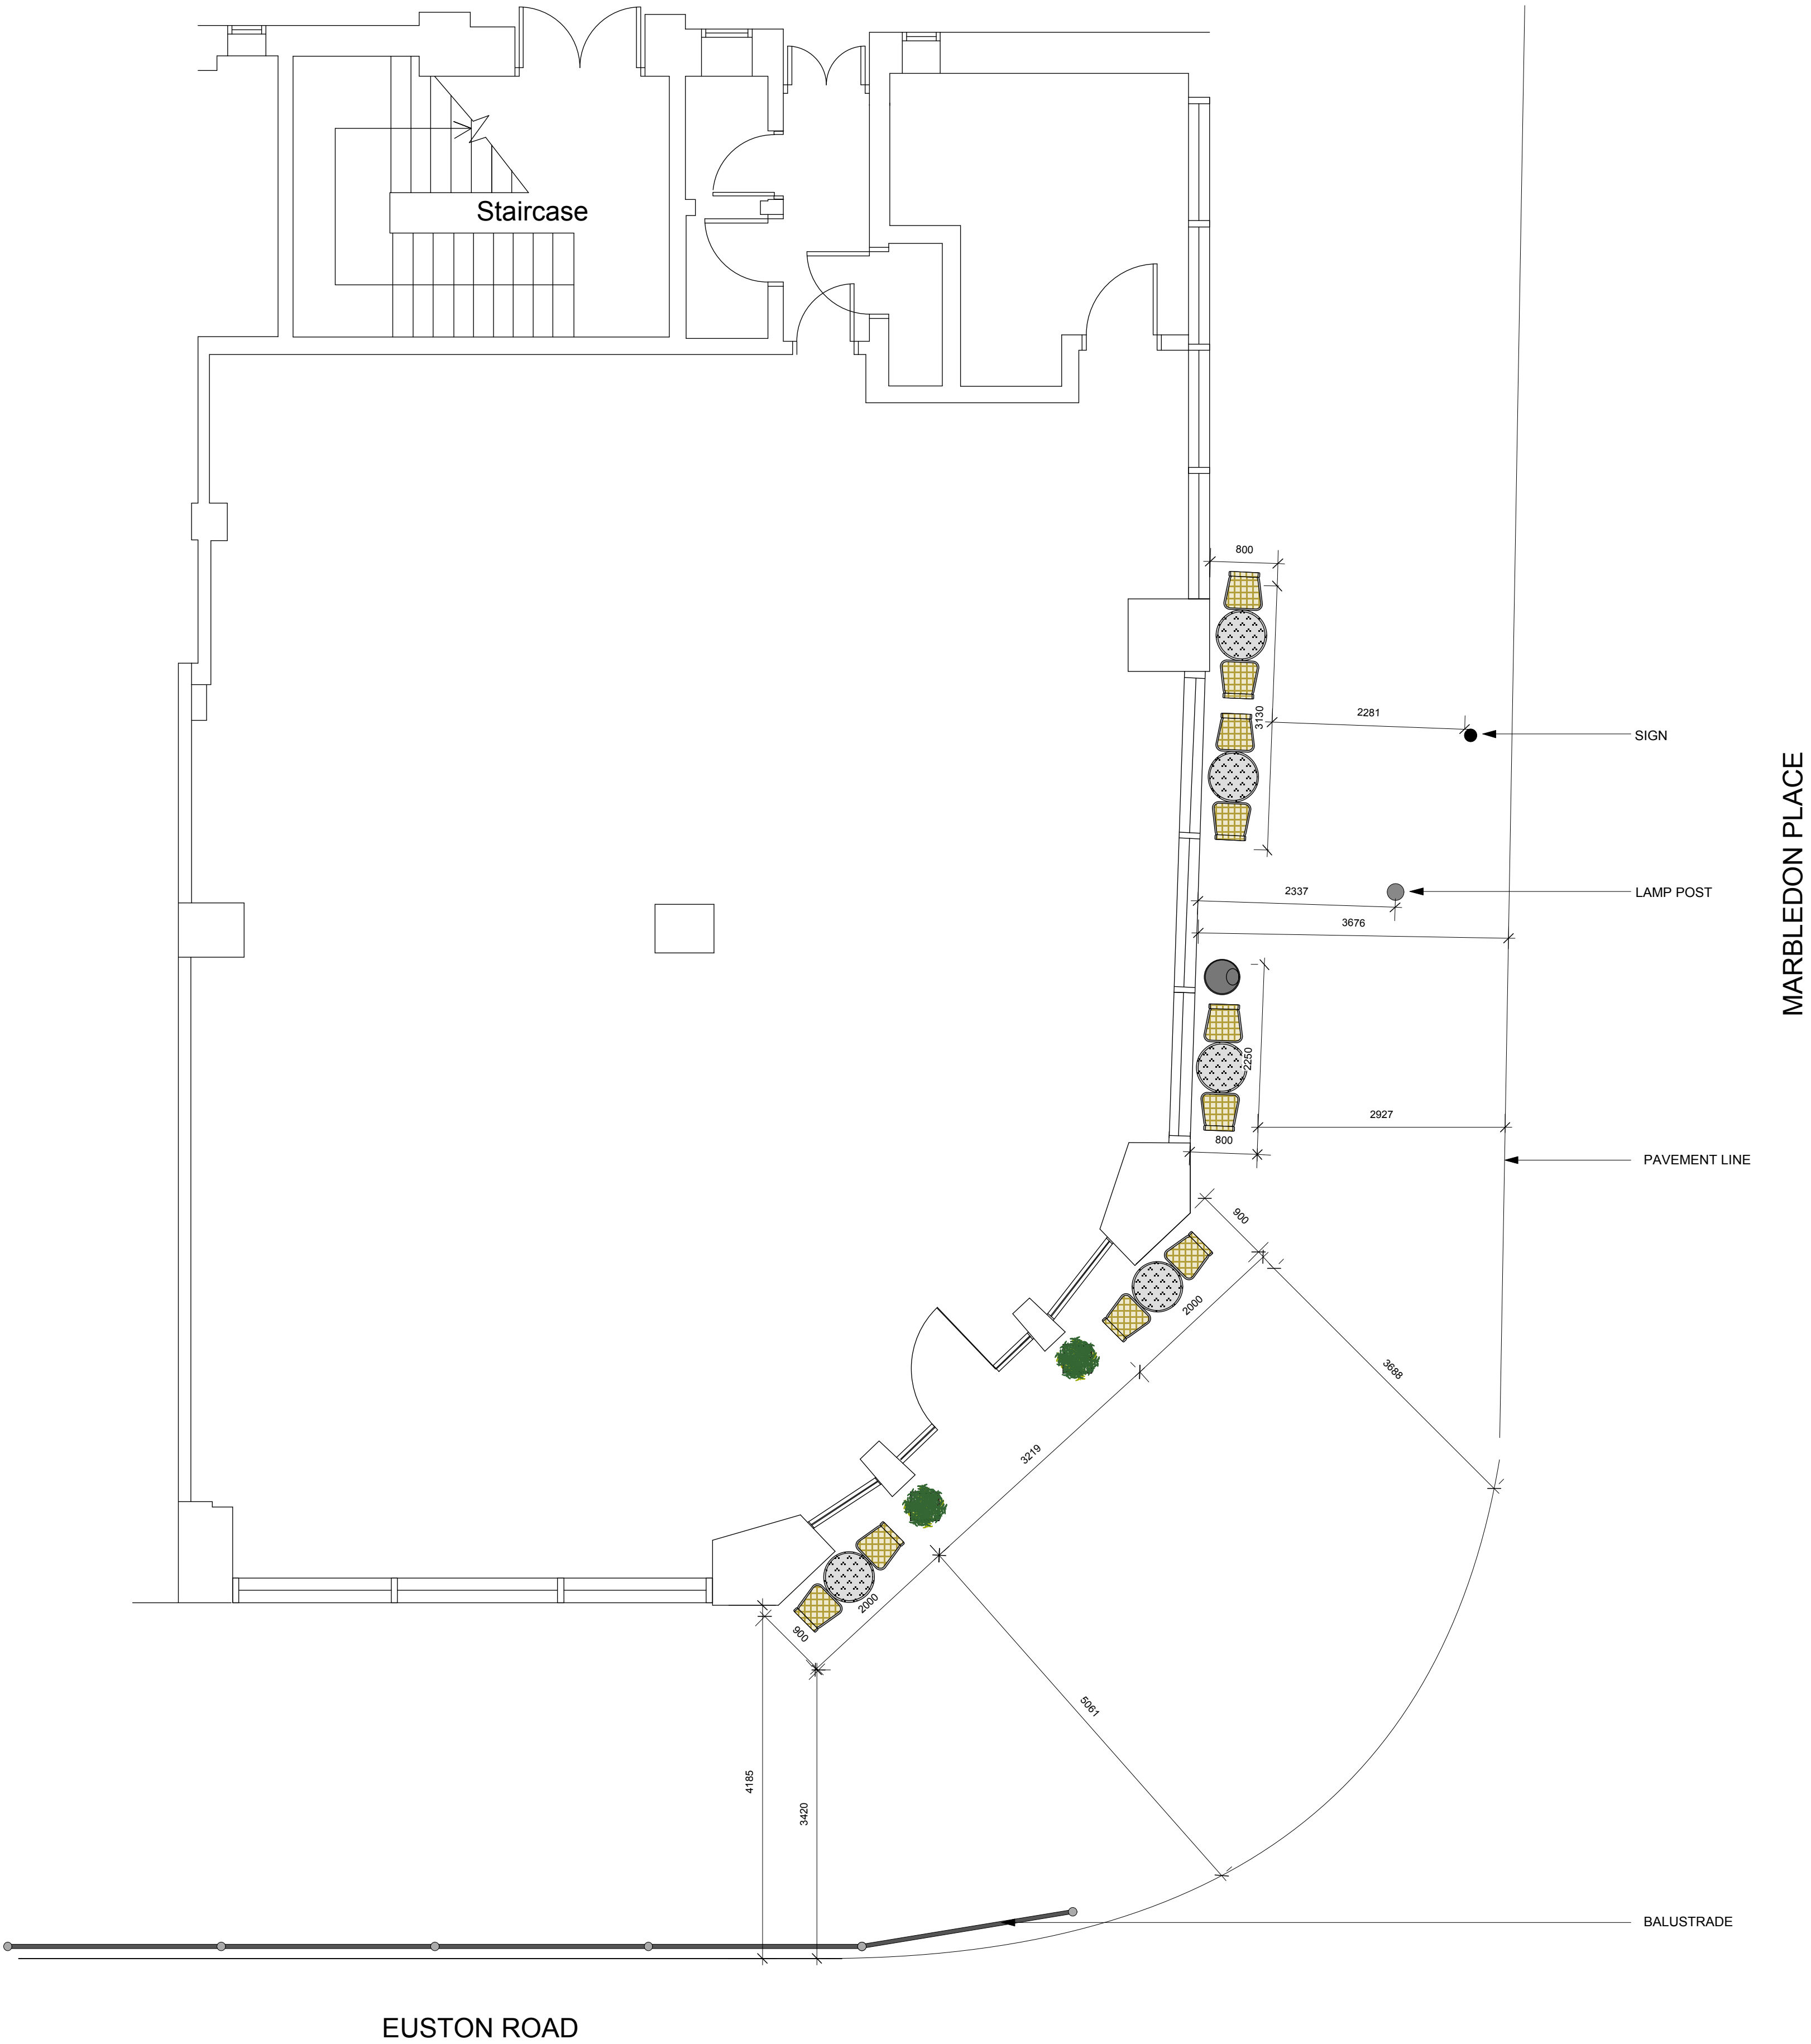 Staircase
800
3130
2281
SIGN
MARBLEDON PLACE
2337
LAMP POST
3676
2250
2927
800
PAVEMENT LINE
900
2000
3688
3219
2000
900
5061
4185
3420
BALUSTRADE
EUSTON ROAD